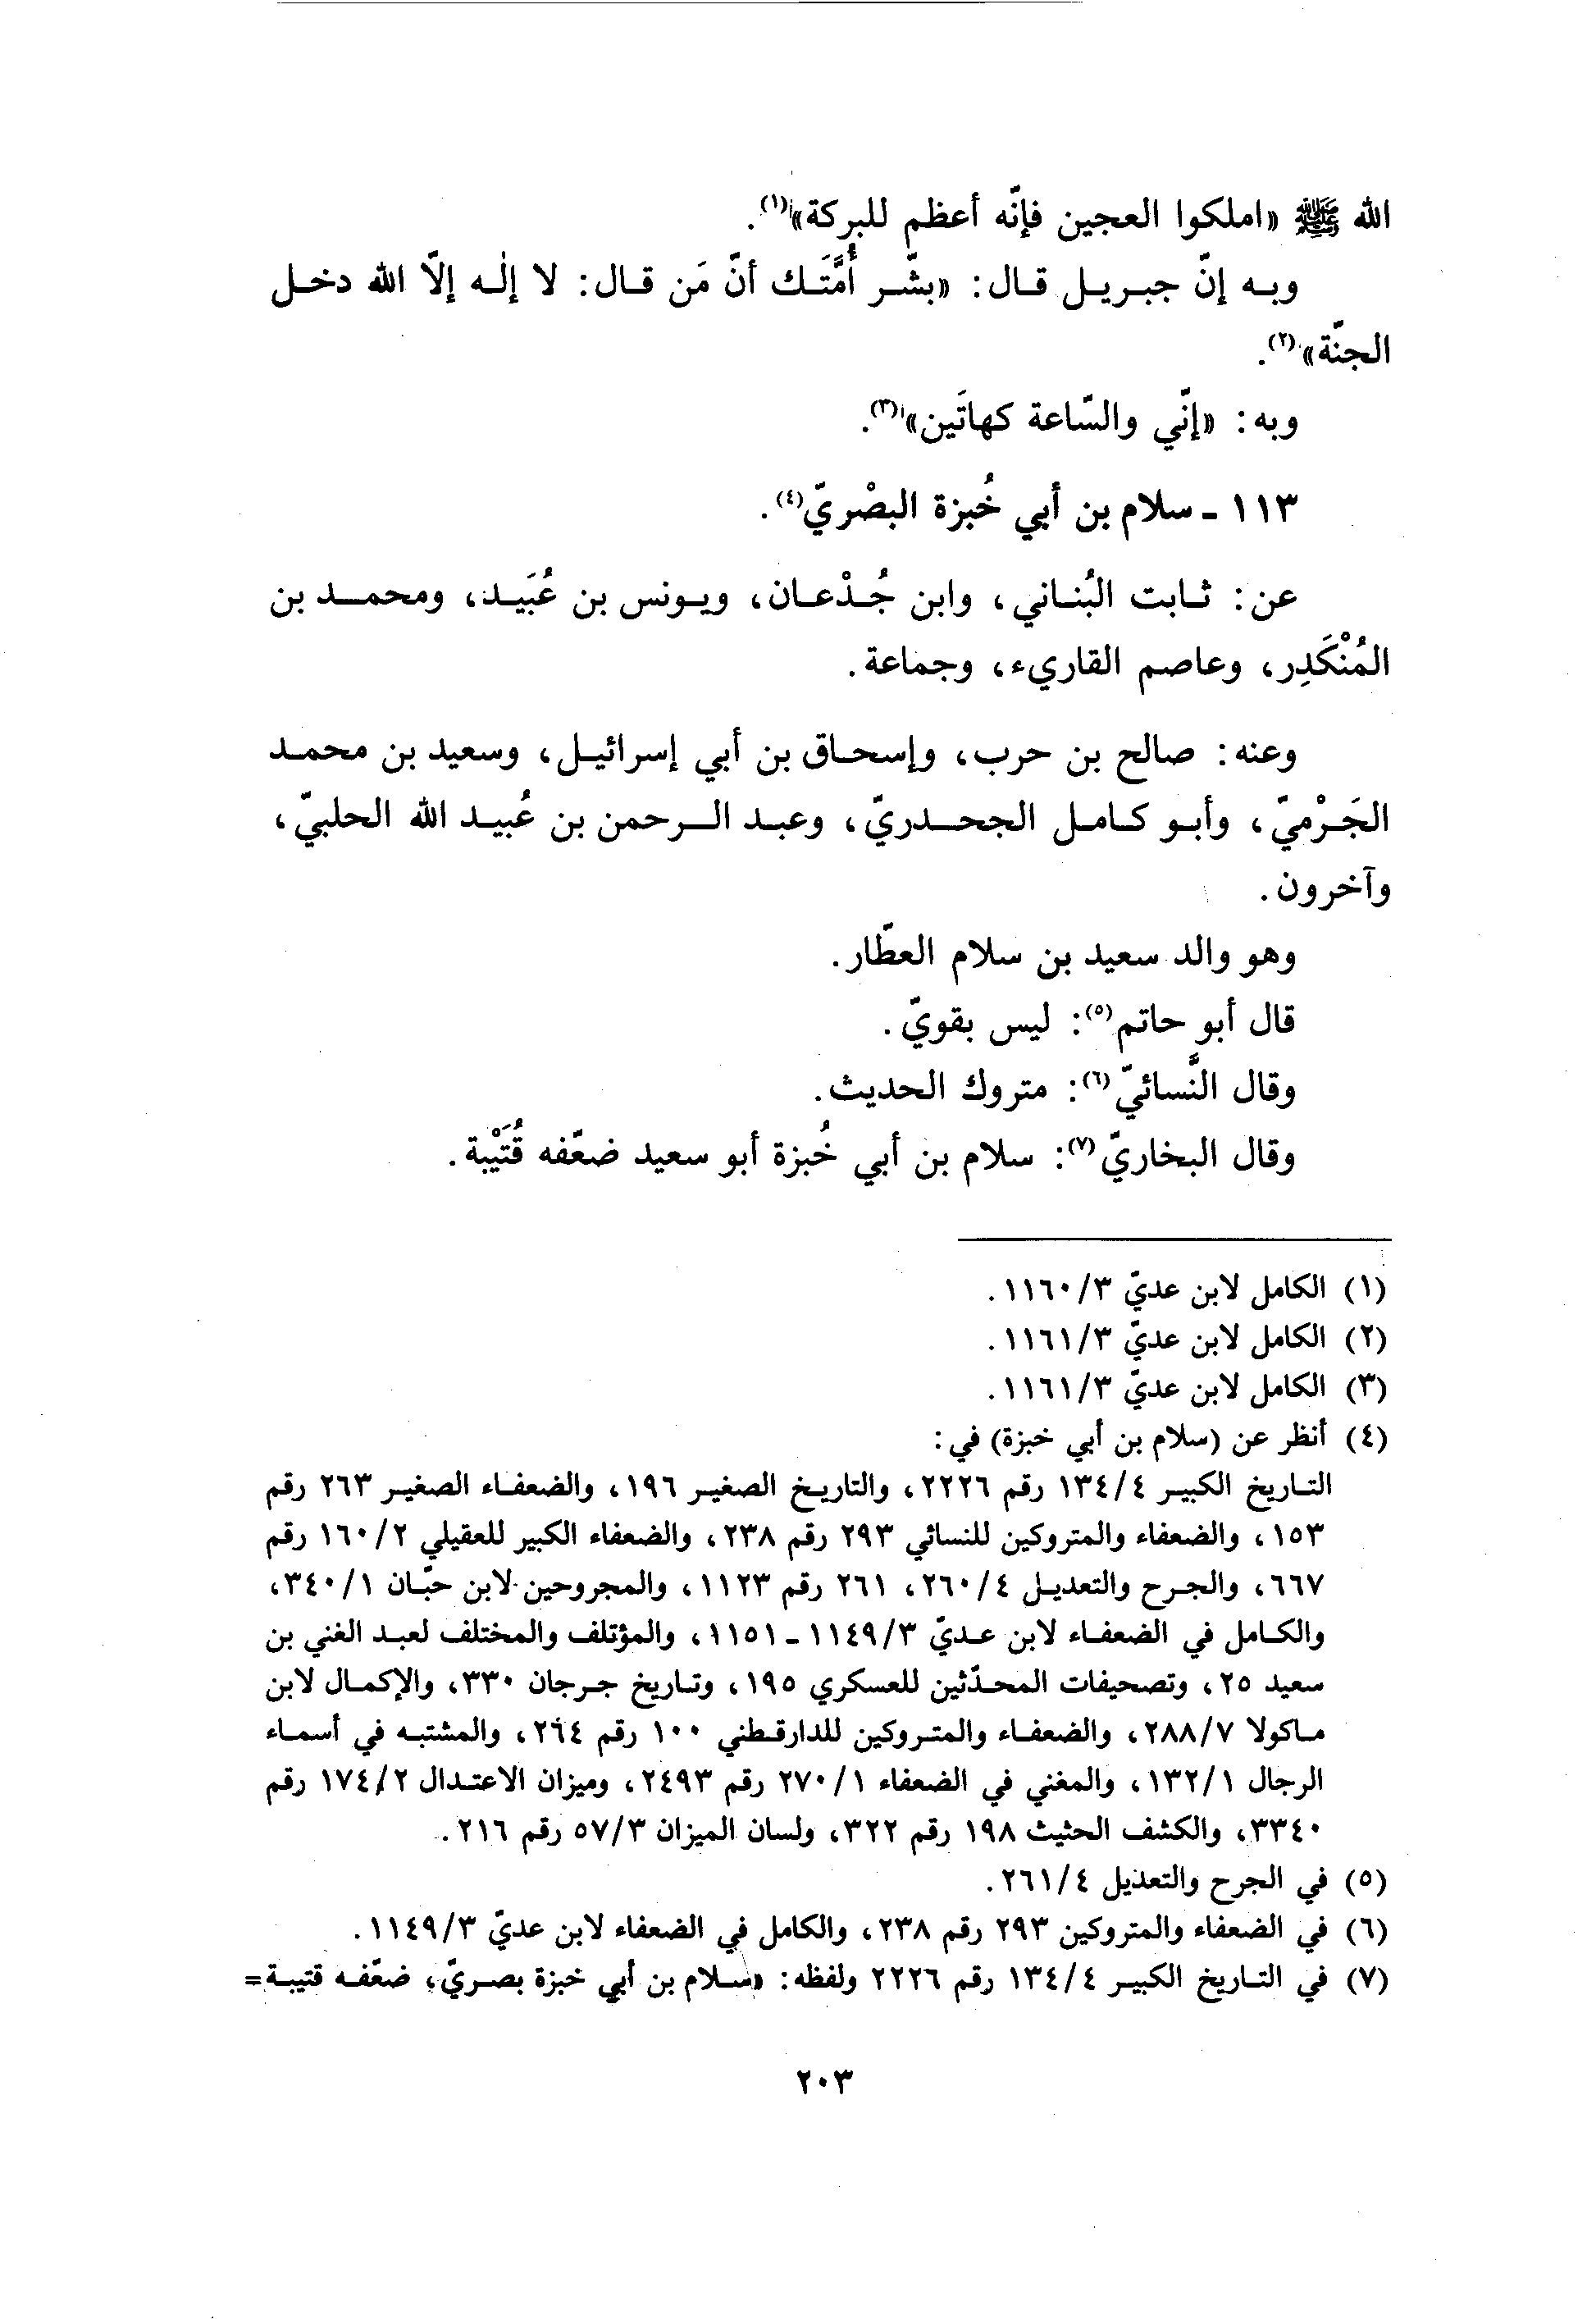 الله ﷺ «املكوا العجين فإنّه أعظم للبركة»(١).
وبه إنّ جبريل قال: «بشّر أُمَّتَك أنّ مَن قال: لا إلٰه إلّا الله دخل
الجنّة»(٢).
وبه: «إنّي والسّاعة كهاتَين»(٣).
١١٣ - سلام بن أبي خُبزة البصْريّ(٤).
عن: ثابت البُناني، وابن جُدْعان، ويونس بن عُبَيد، ومحمد بن
المُنْكَدِر، وعاصم القاريء، وجماعة.
وعنه: صالح بن حرب، وإسحاق بن أبي إسرائيل، وسعيد بن محمد
الجَرْميّ، وأبو كامل الجحدريّ، وعبد الرحمن بن عُبيد الله الحلبيّ،
وآخرون.
وهو والد سعيد بن سلام العطّار.
قال أبو حاتم(٥): ليس بقويّ.
وقال النَّسائيّ(٦): متروك الحديث.
وقال البخاريّ(٧): سلام بن أبي خُبزة أبو سعيد ضعّفه قُتَيْبة.
(١) الكامل لابن عديّ ١١٦٠/٣.
(٢) الكامل لابن عديّ ١١٦١/٣.
(٣) الكامل لابن عديّ ١١٦١/٣.
(٤) أنظر عن (سلام بن أبي خبزة) في:
التاريخ الكبير ١٣٤/٤ رقم ٢٢٢٦، والتاريخ الصغير ١٩٦، والضعفاء الصغير ٢٦٣ رقم
١٥٣، والضعفاء والمتروكين للنسائي ٢٩٣ رقم ٢٣٨، والضعفاء الكبير للعقيلي ١٦٠/٢ رقم
٦٦٧، والجرح والتعديل ٢٦٠/٤، ٢٦١ رقم ١١٢٣، والمجروحين لابن حبّان ٣٤٠/١،
والكامل في الضعفاء لابن عديّ ١١٤٩/٣ - ١١٥١، والمؤتلف والمختلف لعبد الغني بن
سعيد ٢٥، وتصحيفات المحدّثين للعسكري ١٩٥، وتاريخ جرجان ٣٣٠، والإكمال لابن
ماكولا ٢٨٨/٧، والضعفاء والمتروكين للدارقطني ١٠٠ رقم ٢٦٤، والمشتبه في أسماء
الرجال ١٣٢/١، والمغني في الضعفاء ٢٧٠/١ رقم ٢٤٩٣، وميزان الاعتدال ١٧٤/٢ رقم
٣٣٤٠، والكشف الحثيث ١٩٨ رقم ٣٢٢، ولسان الميزان ٥٧/٣ رقم ٢١٦.
(٥) في الجرح والتعديل ٢٦١/٤.
(٦) في الضعفاء والمتروكين ٢٩٣ رقم ٢٣٨، والكامل في الضعفاء لابن عديّ ١١٤٩/٣.
(٧) في التاريخ الكبير ١٣٤/٤ رقم ٢٢٢٦ ولفظه: «سلام بن أبي خبزة بصريّ، ضعّفه قتيبة=
٢٠٣